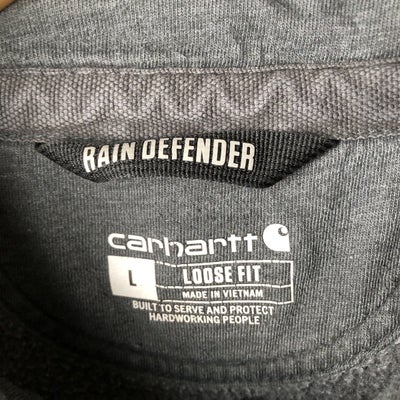 RAIN DEFENDER
carhartt
L LOOSE FIT
MADE IN VIETNAM
BUILT TO SERVE AND PROTECT
HARDWORKING PEOPLE